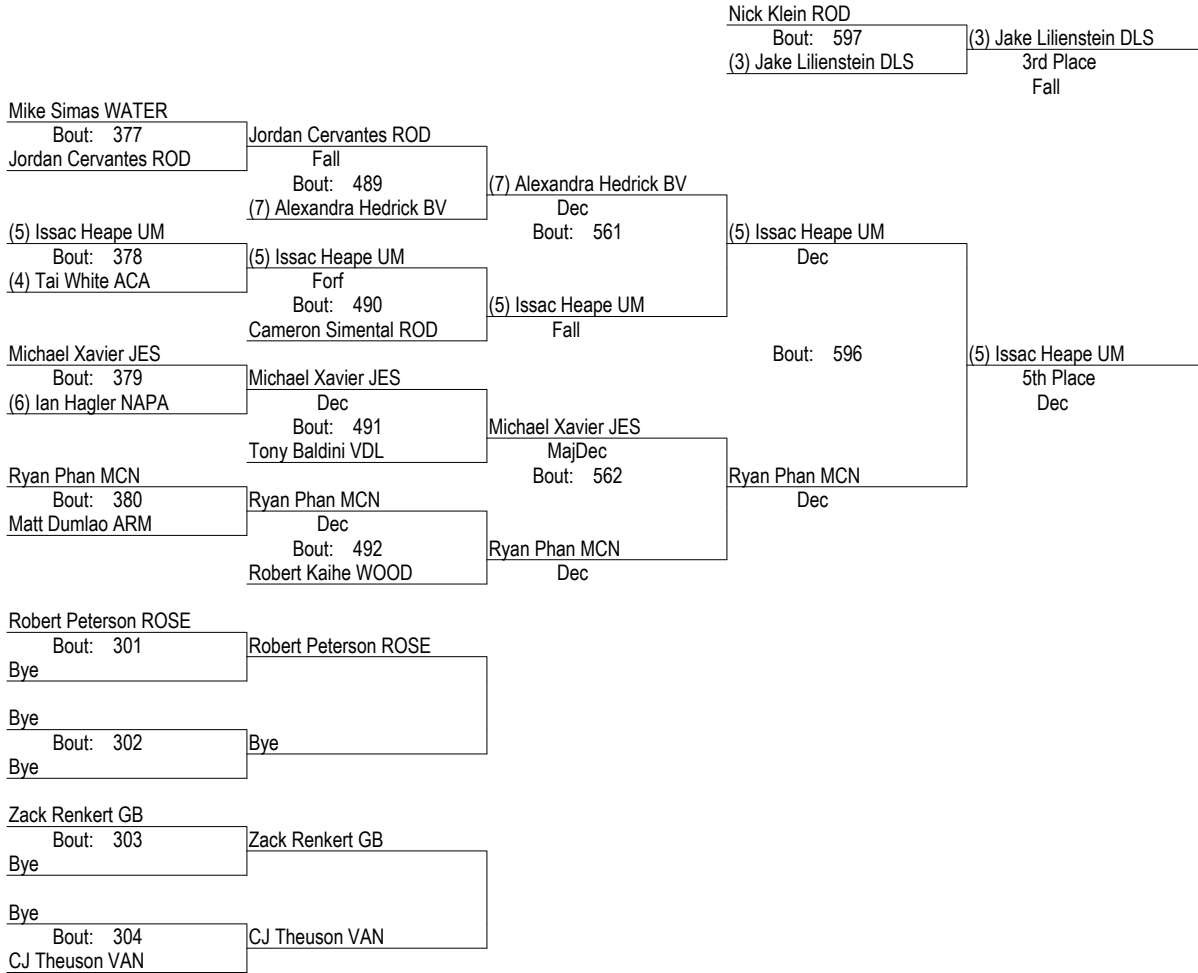 Nick Klein ROD
Bout: 597
(3) Jake Lilienstein DLS
(3) Jake Lilienstein DLS
3rd Place
Fall
Mike Simas WATER
Bout: 377
Jordan Cervantes ROD
Jordan Cervantes ROD
Fall
Bout: 489
(7) Alexandra Hedrick BV
(7) Alexandra Hedrick BV
Dec
Bout: 561
(5) Issac Heape UM
Bout: 378
(4) Tai White ACA
(5) Issac Heape UM
Forf
Bout: 490
Cameron Simental ROD
(5) Issac Heape UM
Fall
(5) Issac Heape UM
Dec
Bout: 596
(5) Issac Heape UM
5th Place
Dec
Michael Xavier JES
Bout: 379
(6) Ian Hagler NAPA
Michael Xavier JES
Dec
Bout: 491
Tony Baldini VDL
Michael Xavier JES
MajDec
Bout: 562
Ryan Phan MCN
Dec
Ryan Phan MCN
Bout: 380
Matt Dumlao ARM
Ryan Phan MCN
Dec
Bout: 492
Robert Kaihe WOOD
Ryan Phan MCN
Dec
Robert Peterson ROSE
Bout: 301
Bye
Robert Peterson ROSE
Bye
Bout: 302
Bye
Bye
Zack Renkert GB
Bout: 303
Bye
Zack Renkert GB
Bye
Bout: 304
CJ Theuson VAN
CJ Theuson VAN